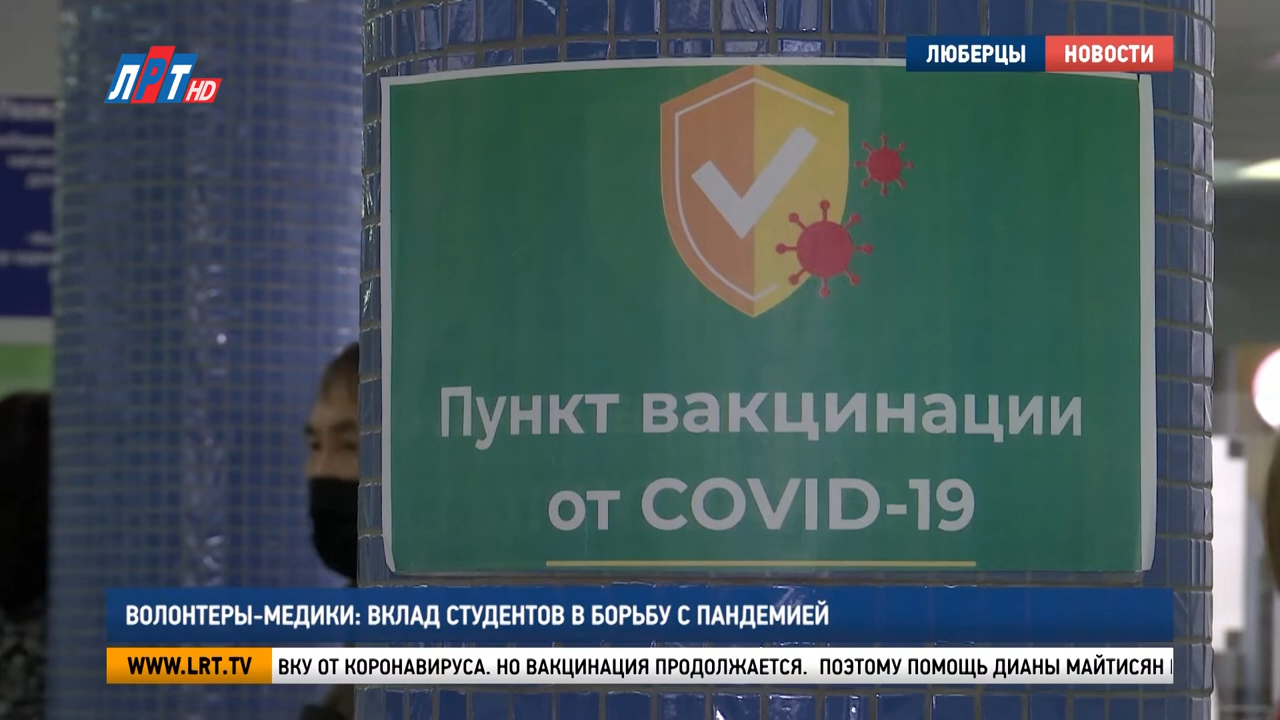 ЛРТ HD
ЛЮБЕРЦЫ НОВОСТИ
Пункт вакцинации
от COVID-19
ВОЛОНТЕРЫ-МЕДИКИ: ВКЛАД СТУДЕНТОВ В БОРЬБУ С ПАНДЕМИЕЙ
WWW.LRT.TV ВКУ ОТ КОРОНАВИРУСА. НО ВАКЦИНАЦИЯ ПРОДОЛЖАЕТСЯ. ПОЭТОМУ ПОМОЩЬ ДИАНЫ МАЙТИСЯН